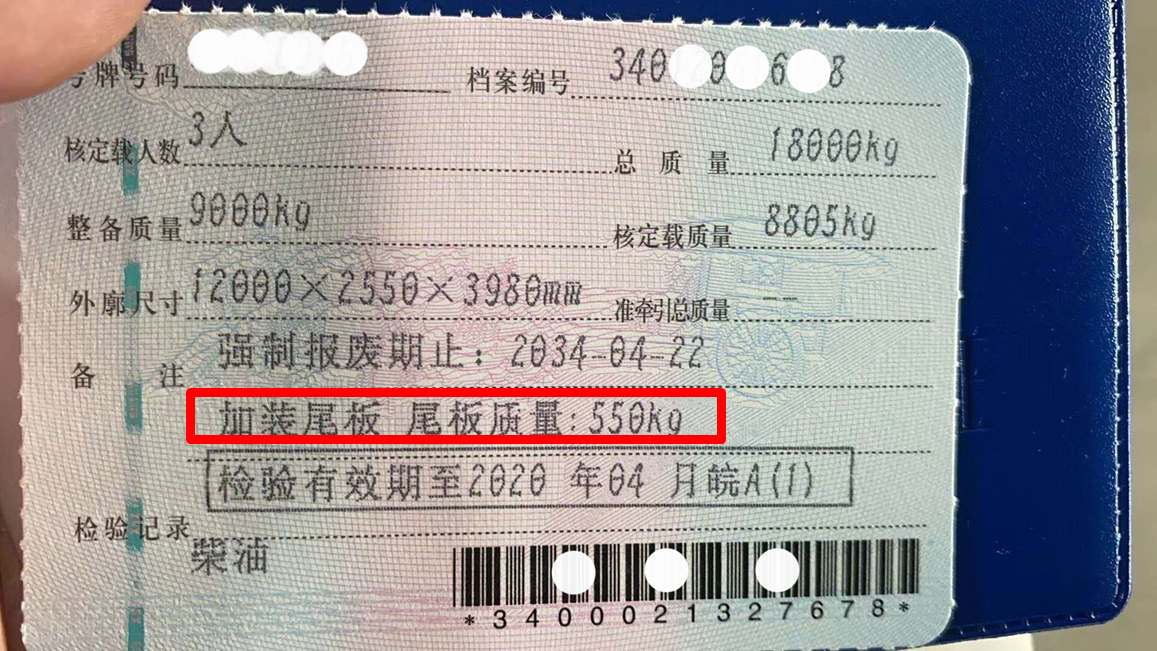 号牌号码 档案编号 340 0 6 8
核定载人数 3人 总质量 18000kg
整备质量 9000kg 核定载质量 8805kg
外廓尺寸 12000×2550×3980mm 准牵引总质量 --
备注 强制报废期止：2034-04-22
加装尾板 尾板质量:550kg
检验有效期至2020 年04 月皖A(1)
检验记录
柴油
*3400021327678*